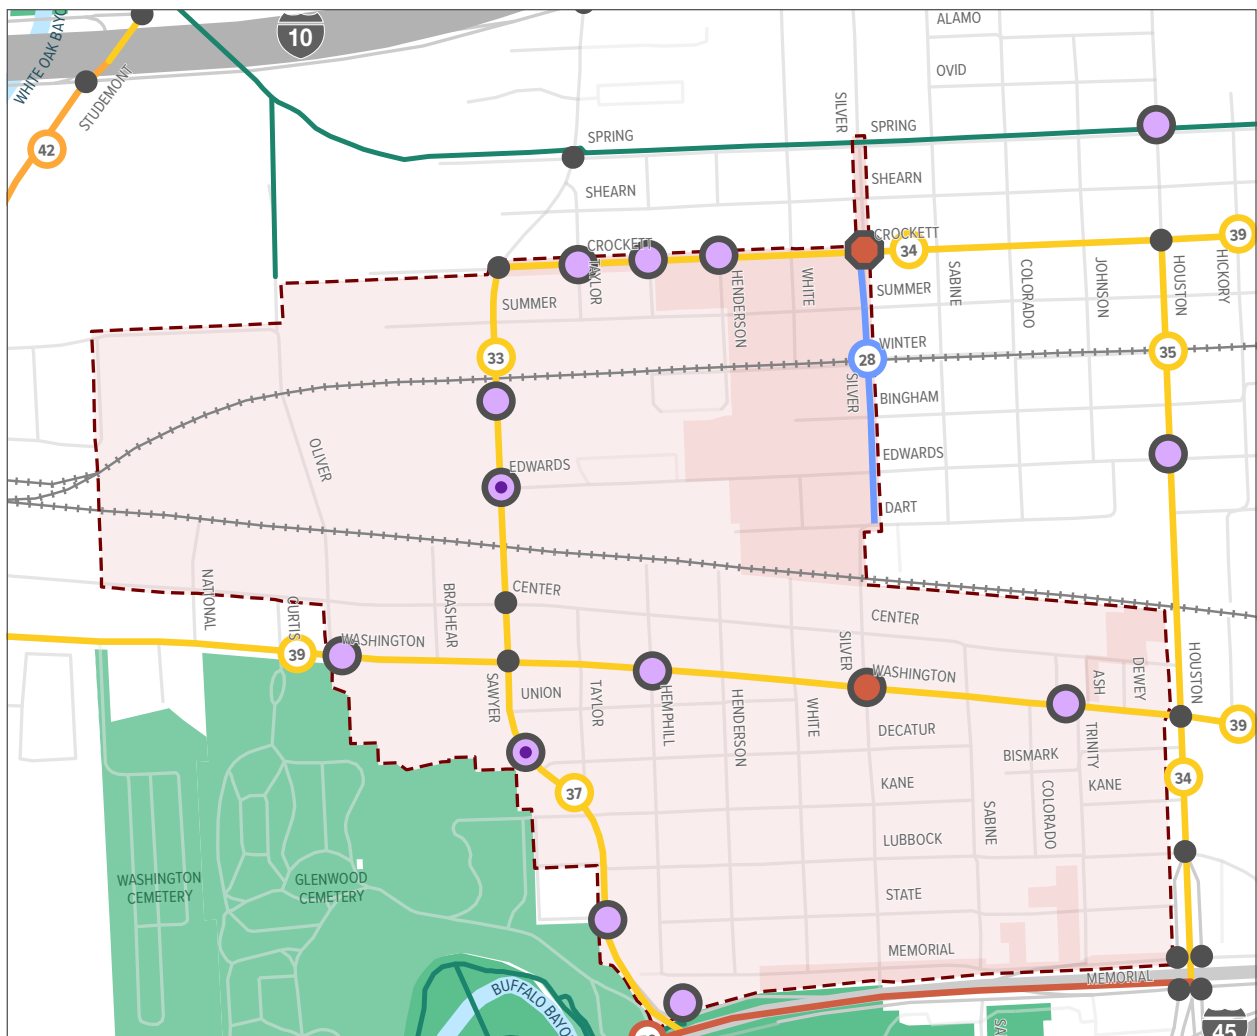 ALAMO
10
WHITE OAK BAYO
OVID
STUDEMONT
SILVER
SPRING
SPRING
42
SHEARN
SHEARN
CROCKETT
CROCKETT
34
39
TAYLOR
HENDERSON
WHITE
SUMMER
SABINE
COLORADO
JOHNSON
HOUSTON
HICKORY
SUMMER
33
WINTER
28
35
SILVER
BINGHAM
OLIVER
EDWARDS
EDWARDS
DART
NATIONAL
CURTIS
BRASHEAR
CENTER
CENTER
39
WASHINGTON
SILVER
WASHINGTON
HOUSTON
SAWYER
UNION
TAYLOR
HEMPHILL
HENDERSON
WHITE
ASH
DEWEY
DECATUR
39
BISMARK
TRINITY
37
KANE
KANE
34
SABINE
COLORADO
LUBBOCK
WASHINGTON
CEMETERY
GLENWOOD
CEMETERY
STATE
MEMORIAL
MEMORIAL
BUFFALO BAYO
SA
45